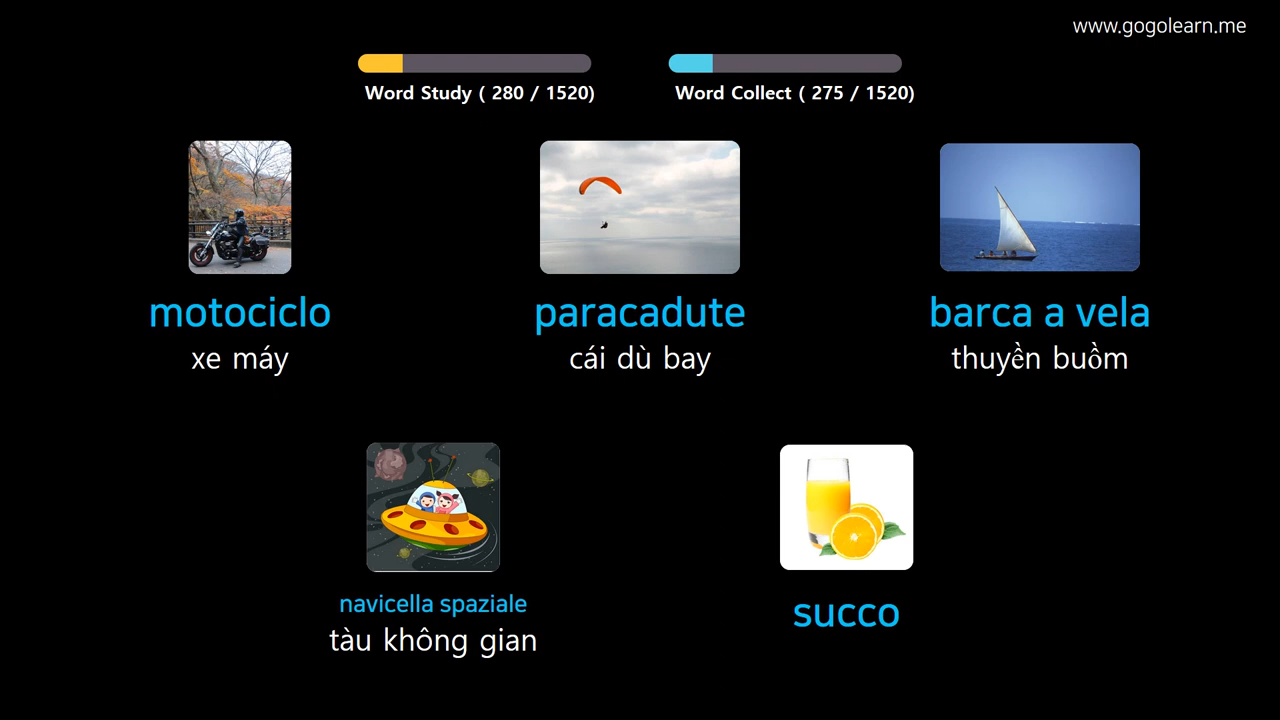 www.gogolearn.me
Word Study ( 280 / 1520)
Word Collect ( 275 / 1520)
motociclo
xe máy
paracadute
cái dù bay
barca a vela
thuyền buồm
navicella spaziale
tàu không gian
succo